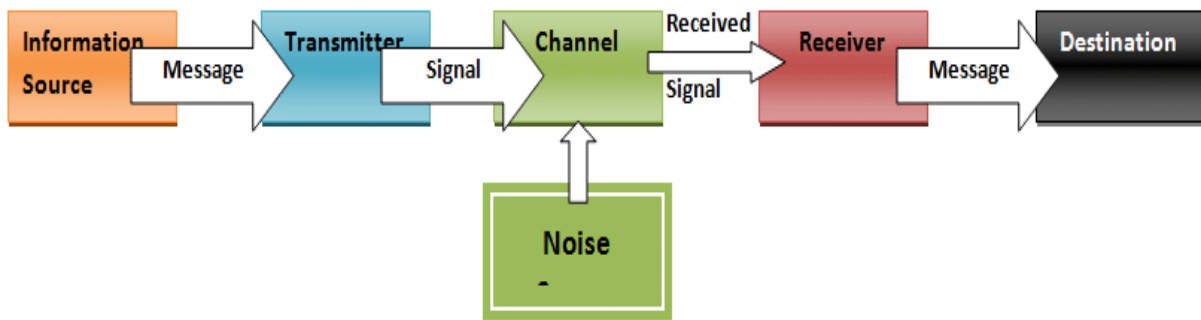 Information
Source
Message
Transmitter
Signal
Channel
Received
Signal
Receiver
Message
Destination
Noise